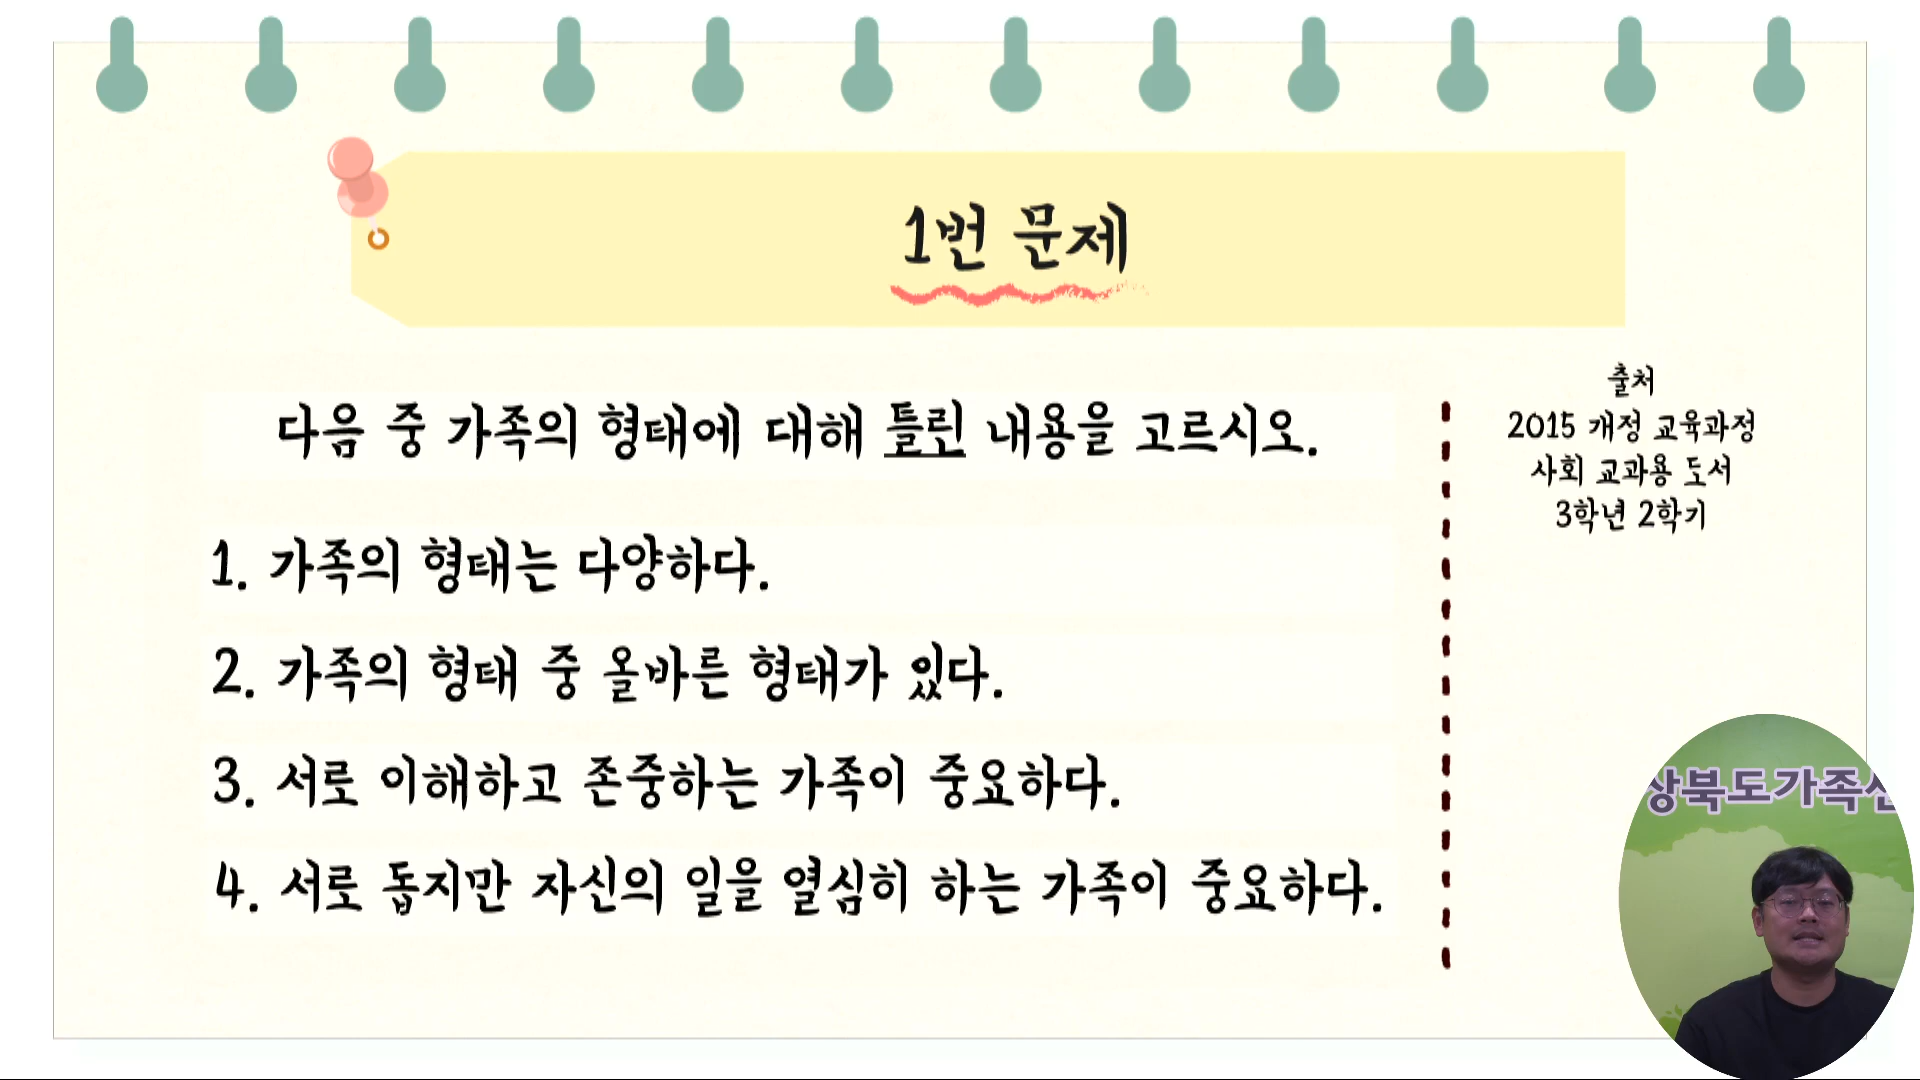 1번 문제
다음 중 가족의 형태에 대해 틀린 내용을 고르시오.
1. 가족의 형태는 다양하다.
2. 가족의 형태 중 올바른 형태가 있다.
3. 서로 이해하고 존중하는 가족이 중요하다.
4. 서로 돕지만 자신의 일을 열심히 하는 가족이 중요하다.
출처
2015 개정 교육과정
사회 교과용 도서
3학년 2학기
상북도가족